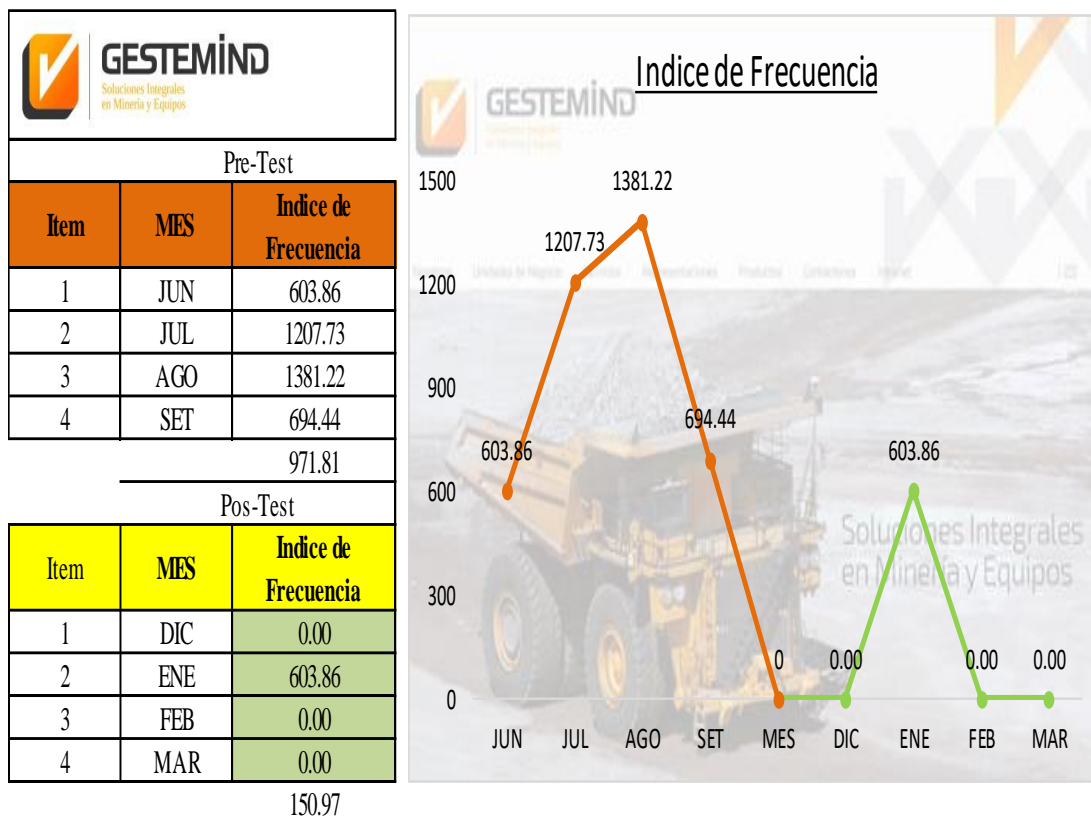 GESTEMIND
Soluciones Integrales
en Minería y Equipos
Pre-Test
Item MES Indice de Frecuencia
1 JUN 603.86
2 JUL 1207.73
3 AGO 1381.22
4 SET 694.44
971.81
Pos-Test
Item MES Indice de Frecuencia
1 DIC 0.00
2 ENE 603.86
3 FEB 0.00
4 MAR 0.00
150.97
Indice de Frecuencia
GESTEMIND
1500
1200
900
600
300
0
603.86
1207.73
1381.22
694.44
0
0.00
603.86
0.00
0.00
Productos
Soluciones Integrales
en Minería y Equipos
JUN JUL AGO SET MES DIC ENE FEB MAR